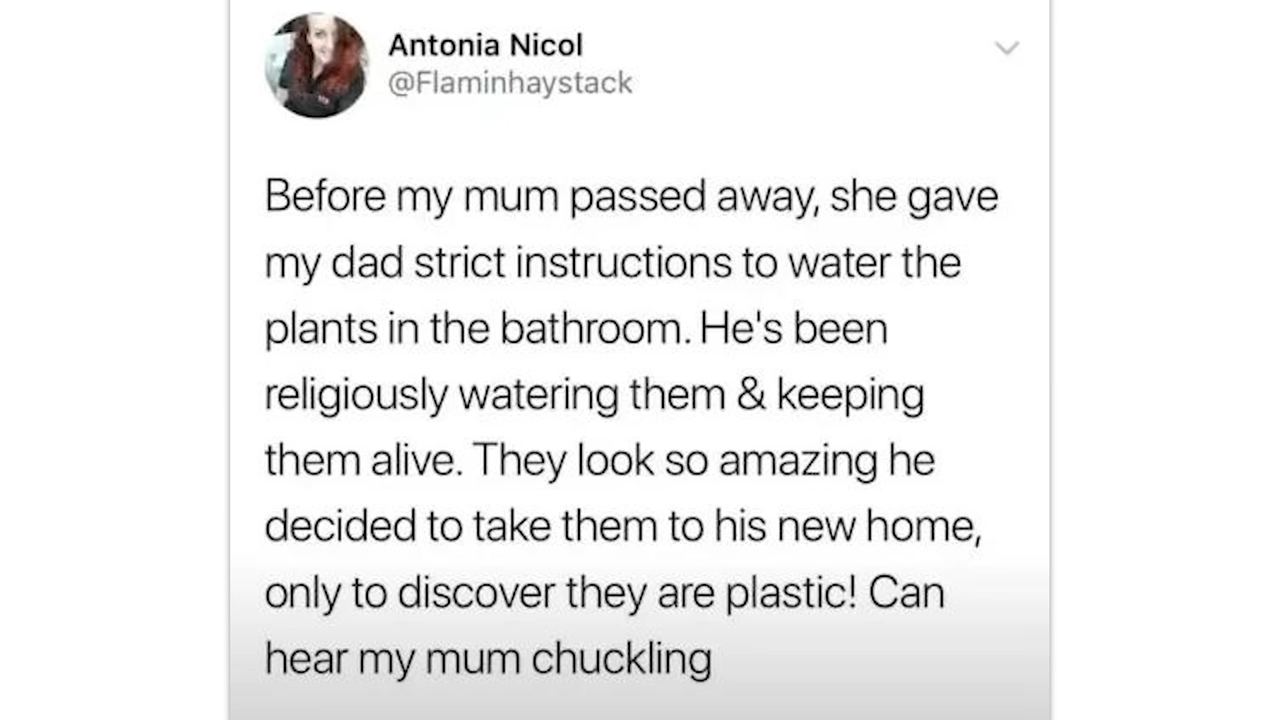 Antonia Nicol
@Flaminhaystack
Before my mum passed away, she gave
my dad strict instructions to water the
plants in the bathroom. He's been
religiously watering them & keeping
them alive. They look so amazing he
decided to take them to his new home,
only to discover they are plastic! Can
hear my mum chuckling